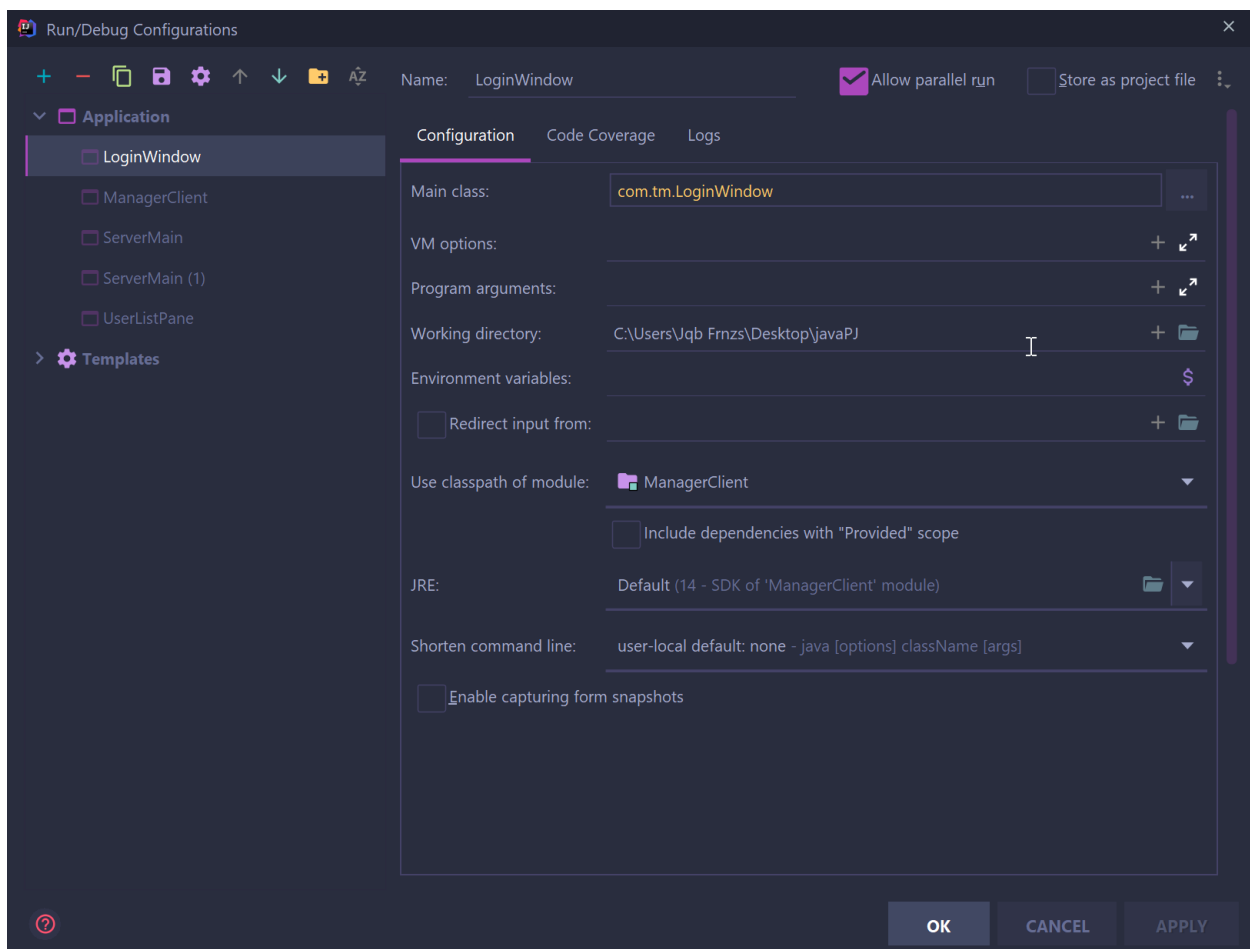 Run/Debug Configurations
Name: LoginWindow Allow parallel run Store as project file
Application
LoginWindow
ManagerClient
ServerMain
ServerMain (1)
UserListPane
Templates
Configuration Code Coverage Logs
Main class: com.tm.LoginWindow ...
VM options:
Program arguments:
Working directory: C:\Users\Jqb Frnzs\Desktop\javaPJ
Environment variables: $
Redirect input from:
Use classpath of module: ManagerClient
Include dependencies with "Provided" scope
JRE: Default (14 - SDK of 'ManagerClient' module)
Shorten command line: user-local default: none - java [options] className [args]
Enable capturing form snapshots
? OK CANCEL APPLY